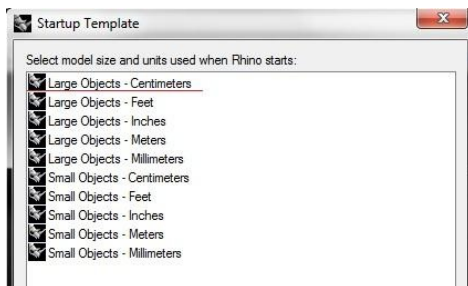 Startup Template
Select model size and units used when Rhino starts:
Large Objects - Centimeters
Large Objects - Feet
Large Objects - Inches
Large Objects - Meters
Large Objects - Millimeters
Small Objects - Centimeters
Small Objects - Feet
Small Objects - Inches
Small Objects - Meters
Small Objects - Millimeters